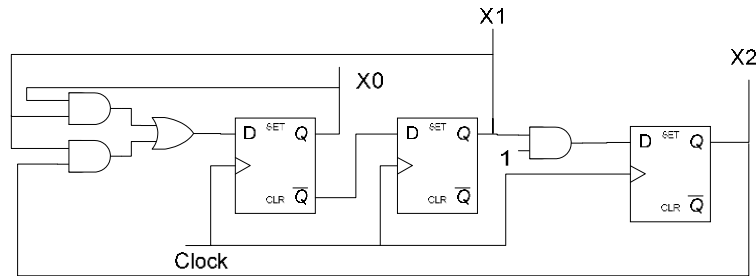 X1
X2
X0
D SET Q
CLR Q
D SET Q
CLR Q
1
D SET Q
CLR Q
Clock